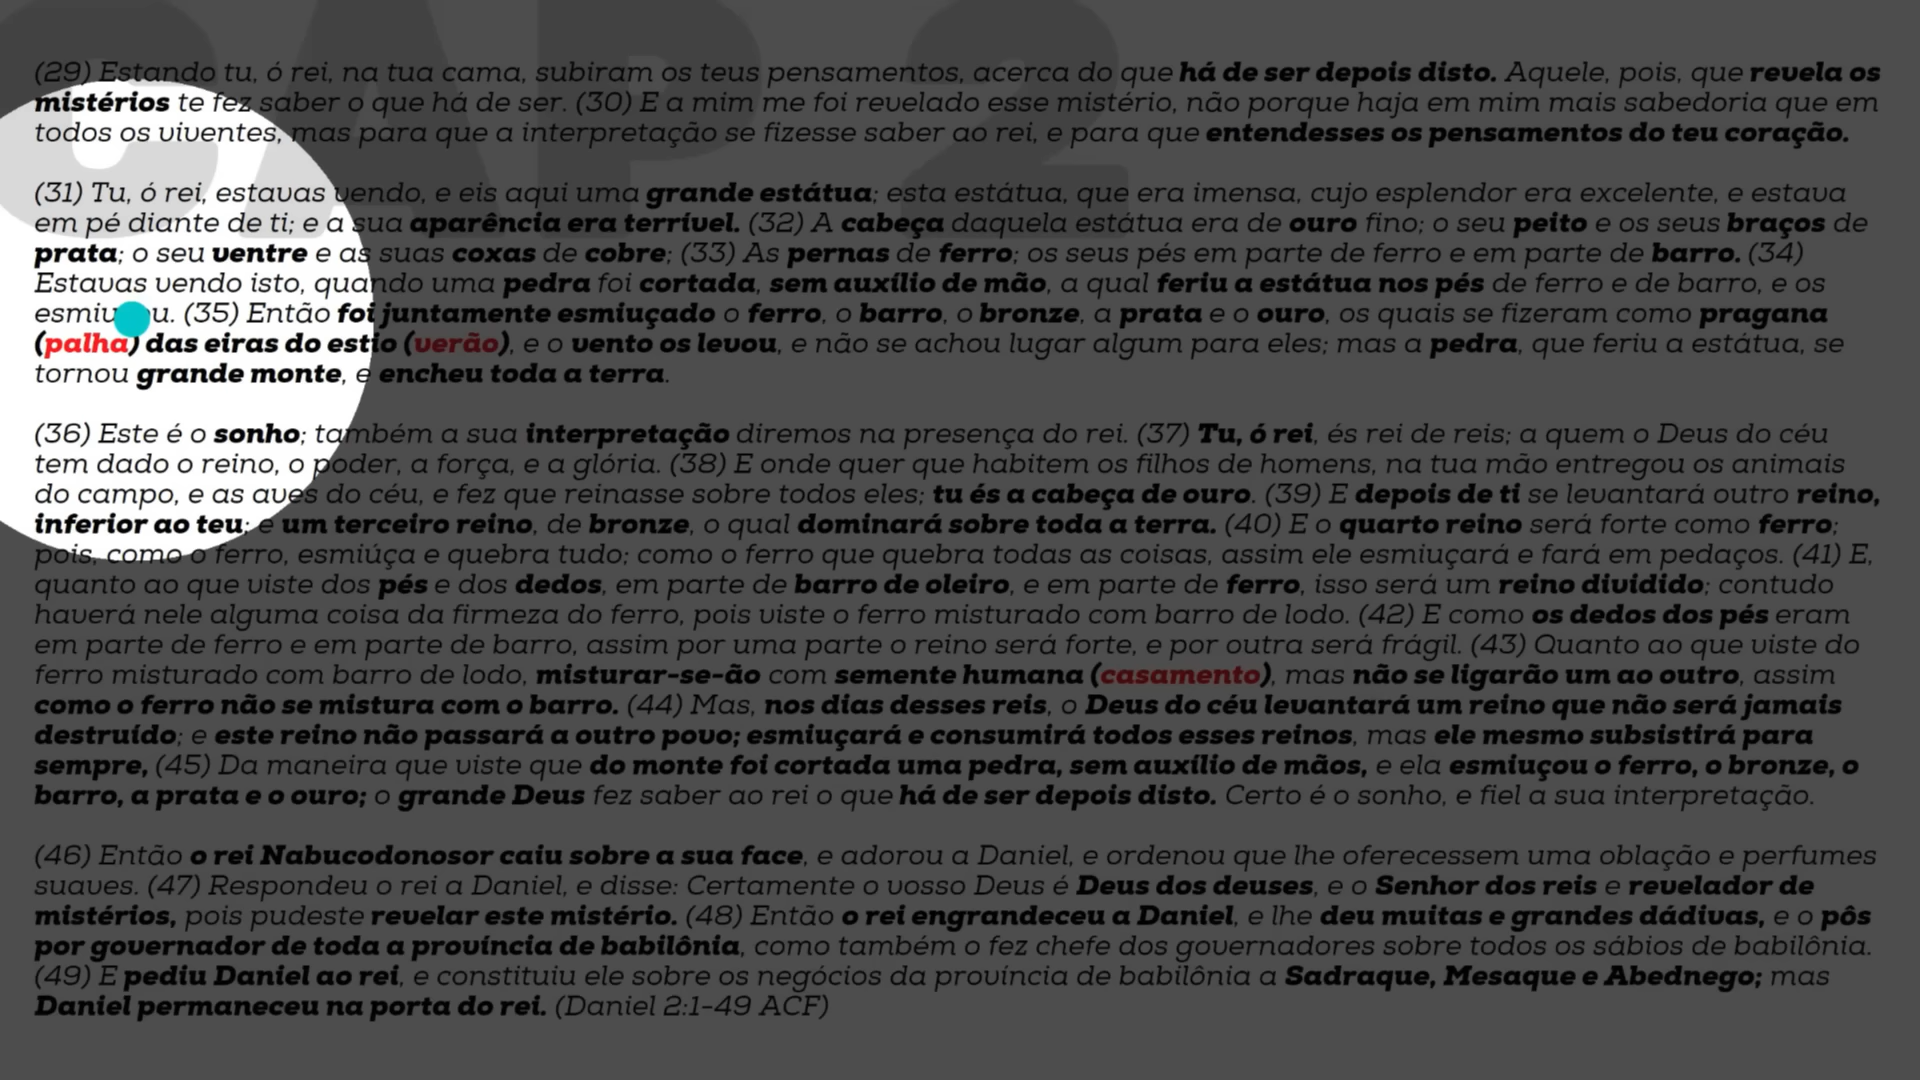 CAP 2
(29) Estando tu, ó rei, na tua cama, subiram os teus pensamentos, acerca do que há de ser depois disto. Aquele, pois, que revela os
mistérios te fez saber o que há de ser. (30) E a mim me foi revelado esse mistério, não porque haja em mim mais sabedoria que em
todos os viventes, mas para que a interpretação se fizesse saber ao rei, e para que entendesses os pensamentos do teu coração.
(31) Tu, ó rei, estavas vendo, e eis aqui uma grande estátua; esta estátua, que era imensa, cujo esplendor era excelente, e estava
em pé diante de ti; e a sua aparência era terrível. (32) A cabeça daquela estátua era de ouro fino; o seu peito e os seus braços de
prata; o seu ventre e as suas coxas de cobre; (33) As pernas de ferro; os seus pés em parte de ferro e em parte de barro. (34)
Estavas vendo isto, quando uma pedra foi cortada, sem auxílio de mão, a qual feriu a estátua nos pés de ferro e de barro, e os
(35) Então foi juntamente esmiuçado o ferro, o barro, o bronze, a prata e o ouro, os quais se fizeram como pragana
(palha) das eiras do estio (verão), e o vento os levou, e não se achou lugar algum para eles; mas a pedra, que feriu a estátua, se
tornou grande monte, e encheu toda a terra.
(36) Este é o sonho; também a sua interpretação diremos na presença do rei. (37) Tu, ó rei, és rei de reis; a quem o Deus do céu
tem dado o reino, o poder, a força, e a glória. (38) E onde quer que habitem os filhos de homens, na tua mão entregou os animais
do campo, e as aves do céu, e fez que reinasse sobre todos eles; tu és a cabeça de ouro. (39) E depois de ti se levantará outro reino,
inferior ao teu; e um terceiro reino, de bronze, o qual dominará sobre toda a terra. (40) E o quarto reino será forte como ferro;
pois, como o ferro, esmiúça e quebra tudo; como o ferro que quebra todas as coisas, assim ele esmiuçará e fará em pedaços. (41) E,
quanto ao que viste dos pés e dos dedos, em parte de barro de oleiro, e em parte de ferro, isso será um reino dividido; contudo
haverá nele alguma coisa da firmeza do ferro, pois viste o ferro misturado com barro de lodo. (42) E como os dedos dos pés eram
em parte de ferro e em parte de barro, assim por uma parte o reino será forte, e por outra será frágil. (43) Quanto ao que viste do
ferro misturado com barro de lodo, misturar-se-ão com semente humana (casamento), mas não se ligarão um ao outro, assim
como o ferro não se mistura com o barro. (44) Mas, nos dias desses reis, o Deus do céu levantará um reino que não será jamais
destruído; e este reino não passará a outro povo; esmiuçará e consumirá todos esses reinos, mas ele mesmo subsistirá para
sempre, (45) Da maneira que viste que do monte foi cortada uma pedra, sem auxílio de mãos, e ela esmiuçou o ferro, o bronze, o
barro, a prata e o ouro; o grande Deus fez saber ao rei o que há de ser depois disto. Certo é o sonho, e fiel a sua interpretação.
(46) Então o rei Nabucodonosor caiu sobre a sua face, e adorou a Daniel, e ordenou que lhe oferecessem uma oblação e perfumes
suaves. (47) Respondeu o rei a Daniel, e disse: Certamente o vosso Deus é Deus dos deuses, e o Senhor dos reis e revelador de
mistérios, pois pudeste revelar este mistério. (48) Então o rei engrandeceu a Daniel, e lhe deu muitas e grandes dádivas, e o pôs
por governador de toda a província de babilônia, como também o fez chefe dos governadores sobre todos os sábios de babilônia.
(49) E pediu Daniel ao rei, e constituiu ele sobre os negócios da província de babilônia a Sadraque, Mesaque e Abednego; mas
Daniel permaneceu na porta do rei. (Daniel 2:1-49 ACF)